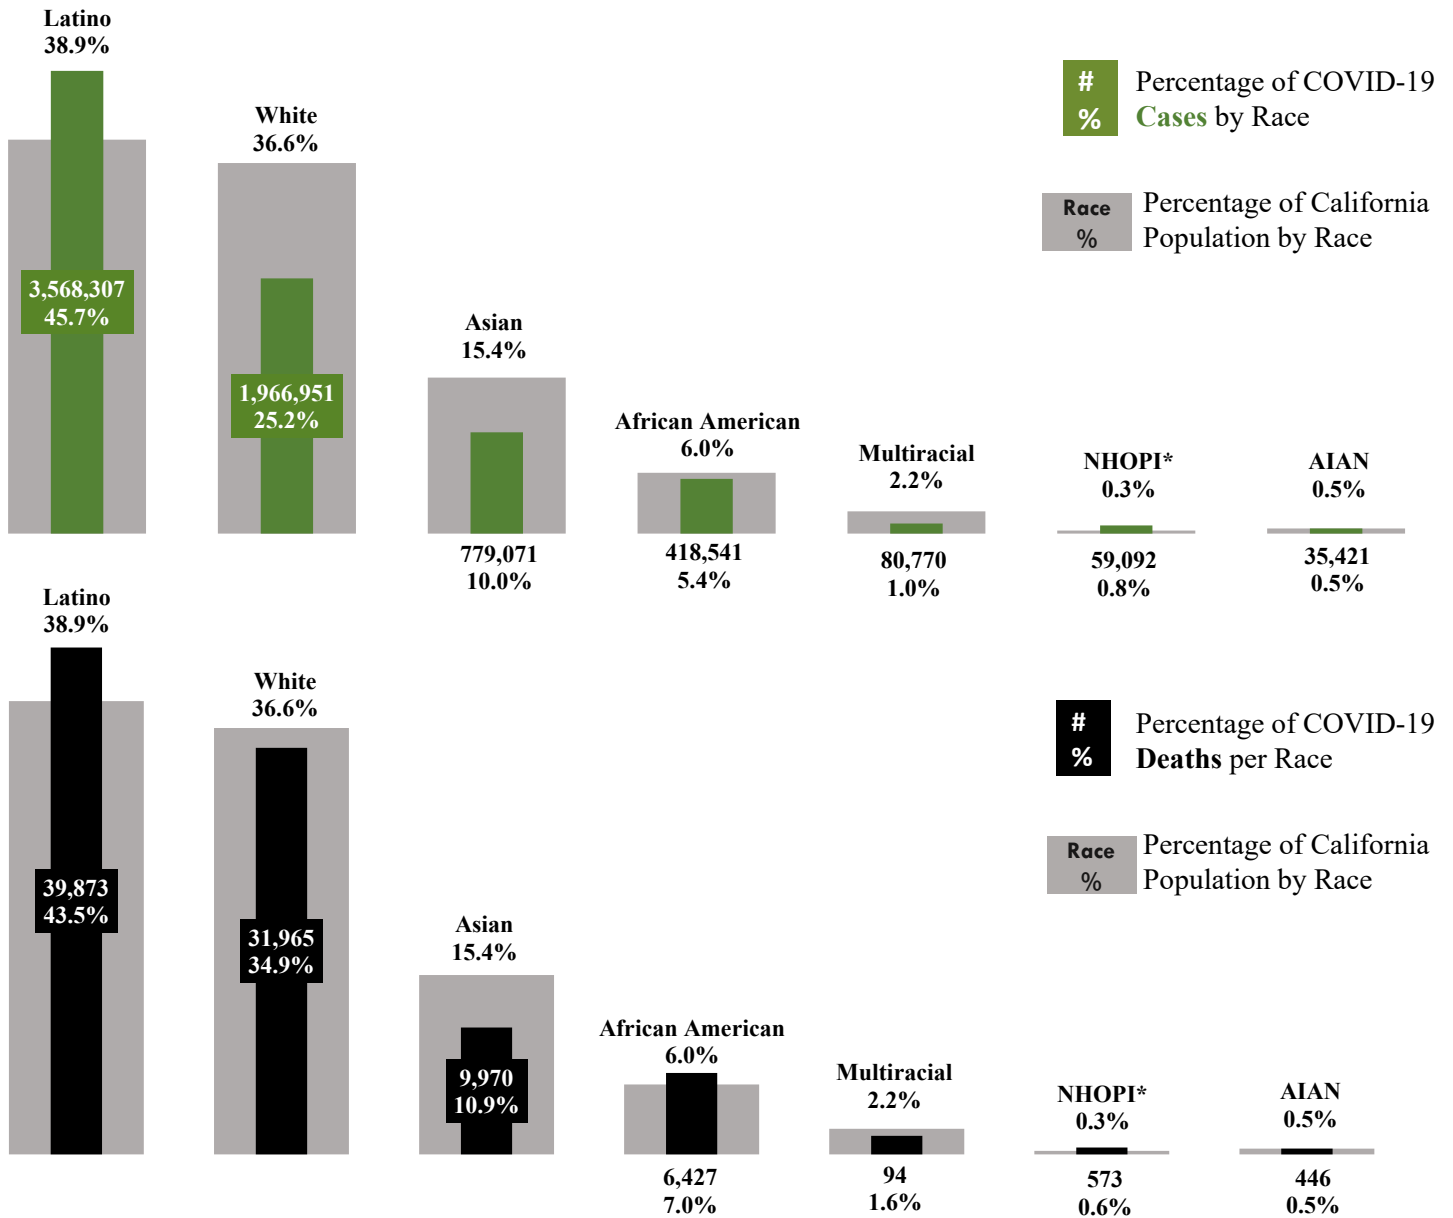 Latino
38.9%
White
36.6%
Asian
15.4%
African American
6.0%
Multiracial
2.2%
NHOPI*
0.3%
AIAN
0.5%
3,568,307
45.7%
1,966,951
25.2%
779,071
10.0%
418,541
5.4%
80,770
1.0%
59,092
0.8%
35,421
0.5%
#
%
Percentage of COVID-19
Cases by Race
Race
%
Percentage of California
Population by Race
Latino
38.9%
White
36.6%
Asian
15.4%
African American
6.0%
Multiracial
2.2%
NHOPI*
0.3%
AIAN
0.5%
39,873
43.5%
31,965
34.9%
9,970
10.9%
6,427
7.0%
94
1.6%
573
0.6%
446
0.5%
#
%
Percentage of COVID-19
Deaths per Race
Race
%
Percentage of California
Population by Race